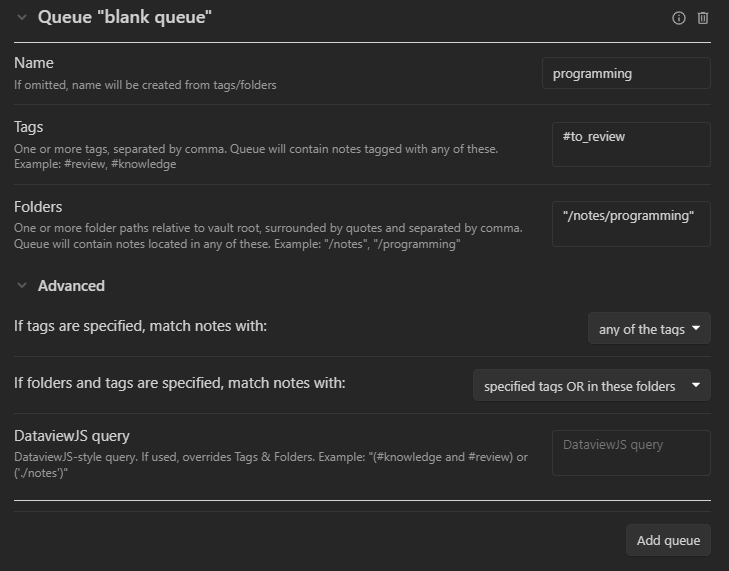 Queue "blank queue"
Name
If omitted, name will be created from tags/folders
programming
Tags
One or more tags, separated by comma. Queue will contain notes tagged with any of these.
Example: #review, #knowledge
#to_review
Folders
One or more folder paths relative to vault root, surrounded by quotes and separated by comma.
Queue will contain notes located in any of these. Example: "/notes", "/programming"
"/notes/programming"
Advanced
If tags are specified, match notes with:
any of the tags
If folders and tags are specified, match notes with:
specified tags OR in these folders
DataviewJS query
DataviewJS-style query. If used, overrides Tags & Folders. Example: "(#knowledge and #review) or
('./notes')"
DataviewJS query
Add queue